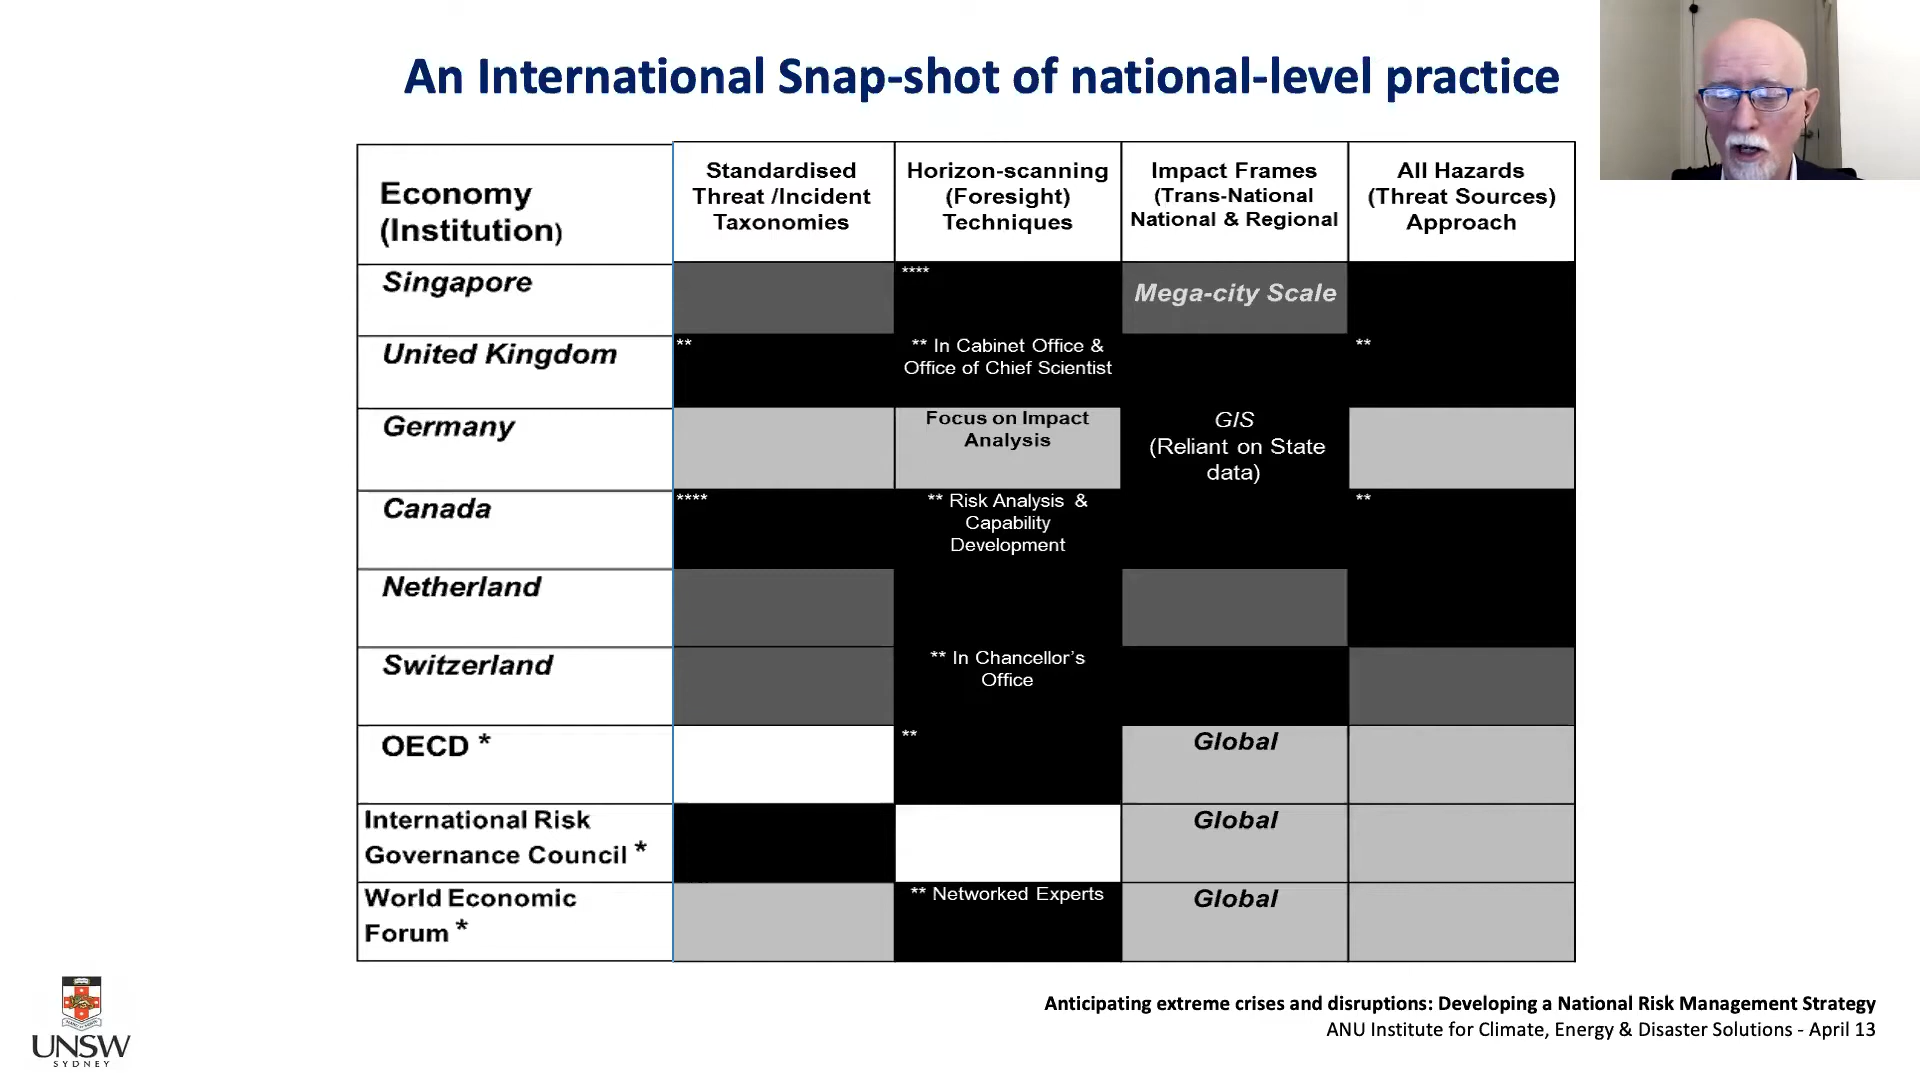 An International Snap-shot of national-level practice
Economy
(Institution)
Standardised
Threat /Incident
Taxonomies
Horizon-scanning
(Foresight)
Techniques
Impact Frames
(Trans-National
National & Regional
All Hazards
(Threat Sources)
Approach
Singapore
****
Mega-city Scale
United Kingdom
**
** In Cabinet Office &
Office of Chief Scientist
**
Germany
Focus on Impact
Analysis
GIS
(Reliant on State
data)
Canada
****
** Risk Analysis &
Capability
Development
**
Netherland
Switzerland
** In Chancellor's
Office
OECD *
**
Global
International Risk
Governance Council *
Global
World Economic
Forum *
** Networked Experts
Global
UNSW
SYDNEY
Anticipating extreme crises and disruptions: Developing a National Risk Management Strategy
ANU Institute for Climate, Energy & Disaster Solutions - April 13